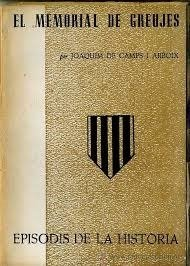 EL MEMORIAL DE GREUJES
per JOAQUIM DE CAMPS I ARBOIX
EPISODIS DE LA HISTORIA